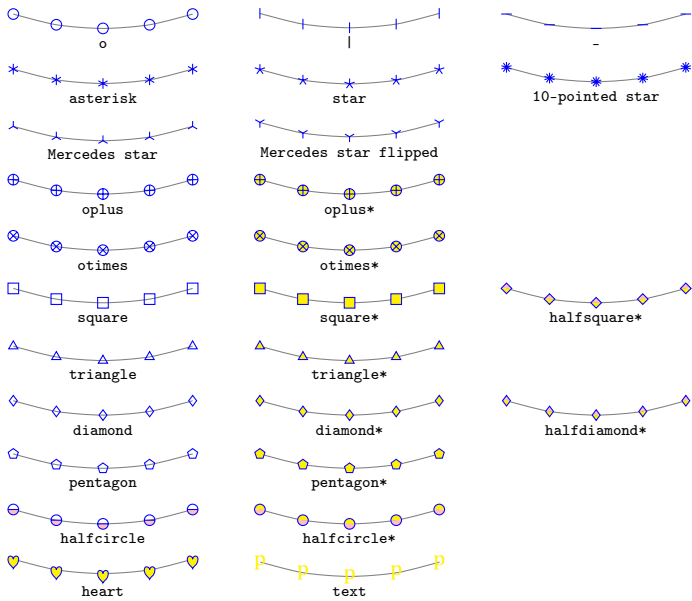 o | -
asterisk star 10-pointed star
Mercedes star Mercedes star flipped
oplus oplus*
otimes otimes*
square square* halfsquare*
triangle triangle*
diamond diamond* halfdiamond*
pentagon pentagon*
halfcircle halfcircle*
p p p p p
heart text